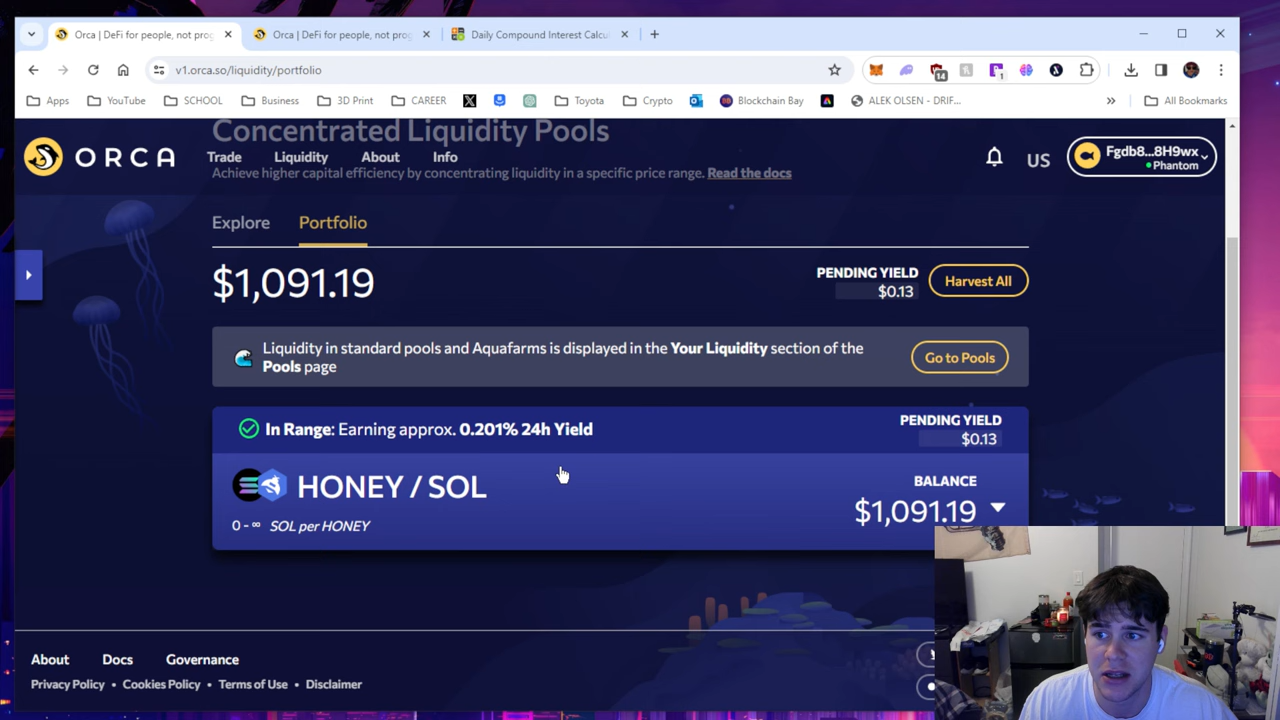 Orca | DeFi for people, not prog
Orca | DeFi for people, not prog
Daily Compound Interest Calcu
v1.orca.so/liquidity/portfolio
14
1
Apps
YouTube
SCHOOL
Business
3D Print
CAREER
Toyota
Crypto
Blockchain Bay
ALEK OLSEN - DRIF...
»
All Bookmarks
Concentrated Liquidity Pools
ORCA
Trade
Liquidity
About
Info
US
Fgdb8...8H9wx
Phantom
Achieve higher capital efficiency by concentrating liquidity in a specific price range. Read the docs
Explore
Portfolio
$1,091.19
PENDING YIELD
$0.13
Harvest All
Liquidity in standard pools and Aquafarms is displayed in the Your Liquidity section of the
Pools page
Go to Pools
In Range: Earning approx. 0.201% 24h Yield
PENDING YIELD
$0.13
HONEY / SOL
BALANCE
$1,091.19
0 - ∞ SOL per HONEY
About
Docs
Governance
Privacy Policy • Cookies Policy • Terms of Use • Disclaimer